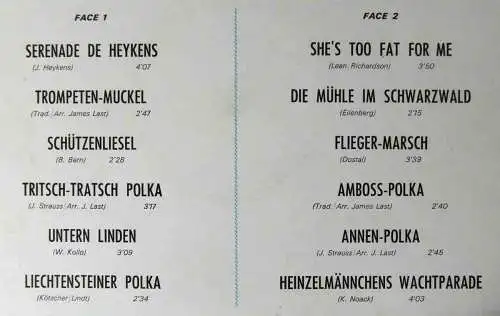 FACE 1
SERENADE DE HEYKENS
(J. Heykens) 4'07
TROMPETEN-MUCKEL
(Trad./Arr. James Last) 2'47
SCHÜTZENLIESEL
(B. Bern) 2'28
TRITSCH-TRATSCH POLKA
(J. Strauss/Arr. J. Last) 3'17
UNTERN LINDEN
(W. Kollo) 3'09
LIECHTENSTEINER POLKA
(Kötscher/Lindt) 2'34
FACE 2
SHE'S TOO FAT FOR ME
(Lean. Richardson) 3'50
DIE MÜHLE IM SCHWARZWALD
(Eilenberg) 2'15
FLIEGER-MARSCH
(Dostal) 3'39
AMBOSS-POLKA
(Trad./Arr. James Last) 2'40
ANNEN-POLKA
(J. Strauss/Arr. J. Last) 2'45
HEINZELMÄNNCHENS WACHTPARADE
(K. Noack) 4'03